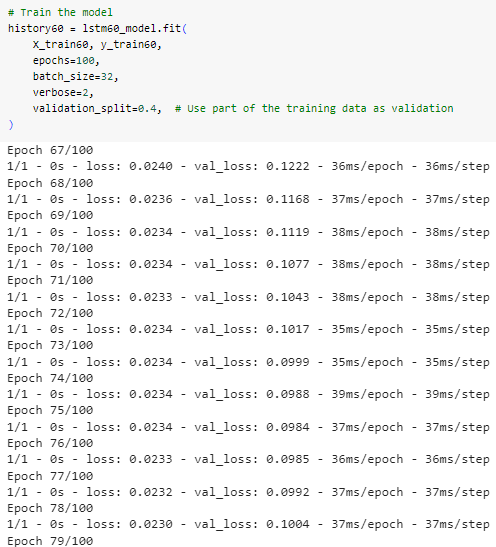 # Train the model
history60 = lstm60_model.fit(
    X_train60, y_train60,
    epochs=100,
    batch_size=32,
    verbose=2,
    validation_split=0.4,  # Use part of the training data as validation
)
Epoch 67/100
1/1 - 0s - loss: 0.0240 - val_loss: 0.1222 - 36ms/epoch - 36ms/step
Epoch 68/100
1/1 - 0s - loss: 0.0236 - val_loss: 0.1168 - 37ms/epoch - 37ms/step
Epoch 69/100
1/1 - 0s - loss: 0.0234 - val_loss: 0.1119 - 38ms/epoch - 38ms/step
Epoch 70/100
1/1 - 0s - loss: 0.0234 - val_loss: 0.1077 - 38ms/epoch - 38ms/step
Epoch 71/100
1/1 - 0s - loss: 0.0233 - val_loss: 0.1043 - 38ms/epoch - 38ms/step
Epoch 72/100
1/1 - 0s - loss: 0.0234 - val_loss: 0.1017 - 35ms/epoch - 35ms/step
Epoch 73/100
1/1 - 0s - loss: 0.0234 - val_loss: 0.0999 - 35ms/epoch - 35ms/step
Epoch 74/100
1/1 - 0s - loss: 0.0234 - val_loss: 0.0988 - 39ms/epoch - 39ms/step
Epoch 75/100
1/1 - 0s - loss: 0.0234 - val_loss: 0.0984 - 37ms/epoch - 37ms/step
Epoch 76/100
1/1 - 0s - loss: 0.0233 - val_loss: 0.0985 - 36ms/epoch - 36ms/step
Epoch 77/100
1/1 - 0s - loss: 0.0232 - val_loss: 0.0992 - 37ms/epoch - 37ms/step
Epoch 78/100
1/1 - 0s - loss: 0.0230 - val_loss: 0.1004 - 37ms/epoch - 37ms/step
Epoch 79/100